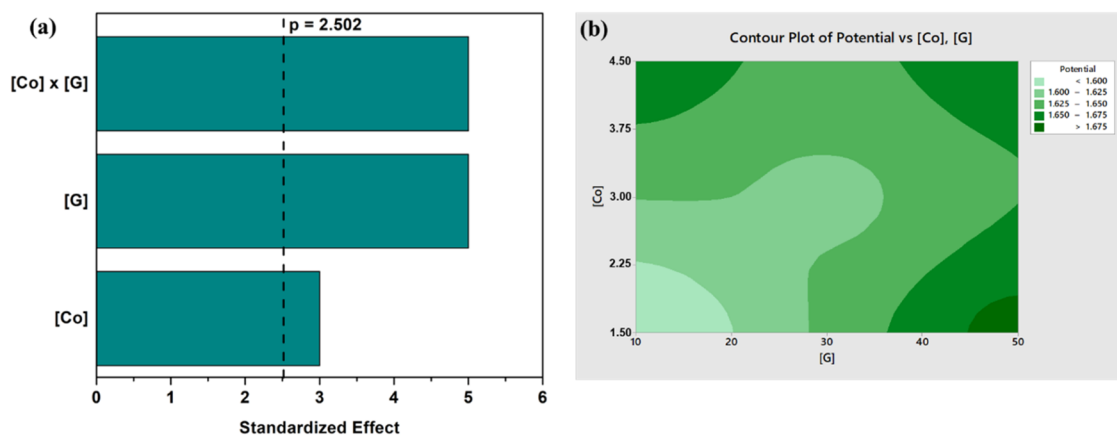 (a)
p = 2.502
[Co] x [G]
[G]
[Co]
0 1 2 3 4 5 6
Standardized Effect
(b)
Contour Plot of Potential vs [Co], [G]
4.50
3.75
3.00
2.25
1.50
[Co]
10 20 30 40 50
[G]
Potential
< 1.600
1.600 – 1.625
1.625 – 1.650
1.650 – 1.675
> 1.675